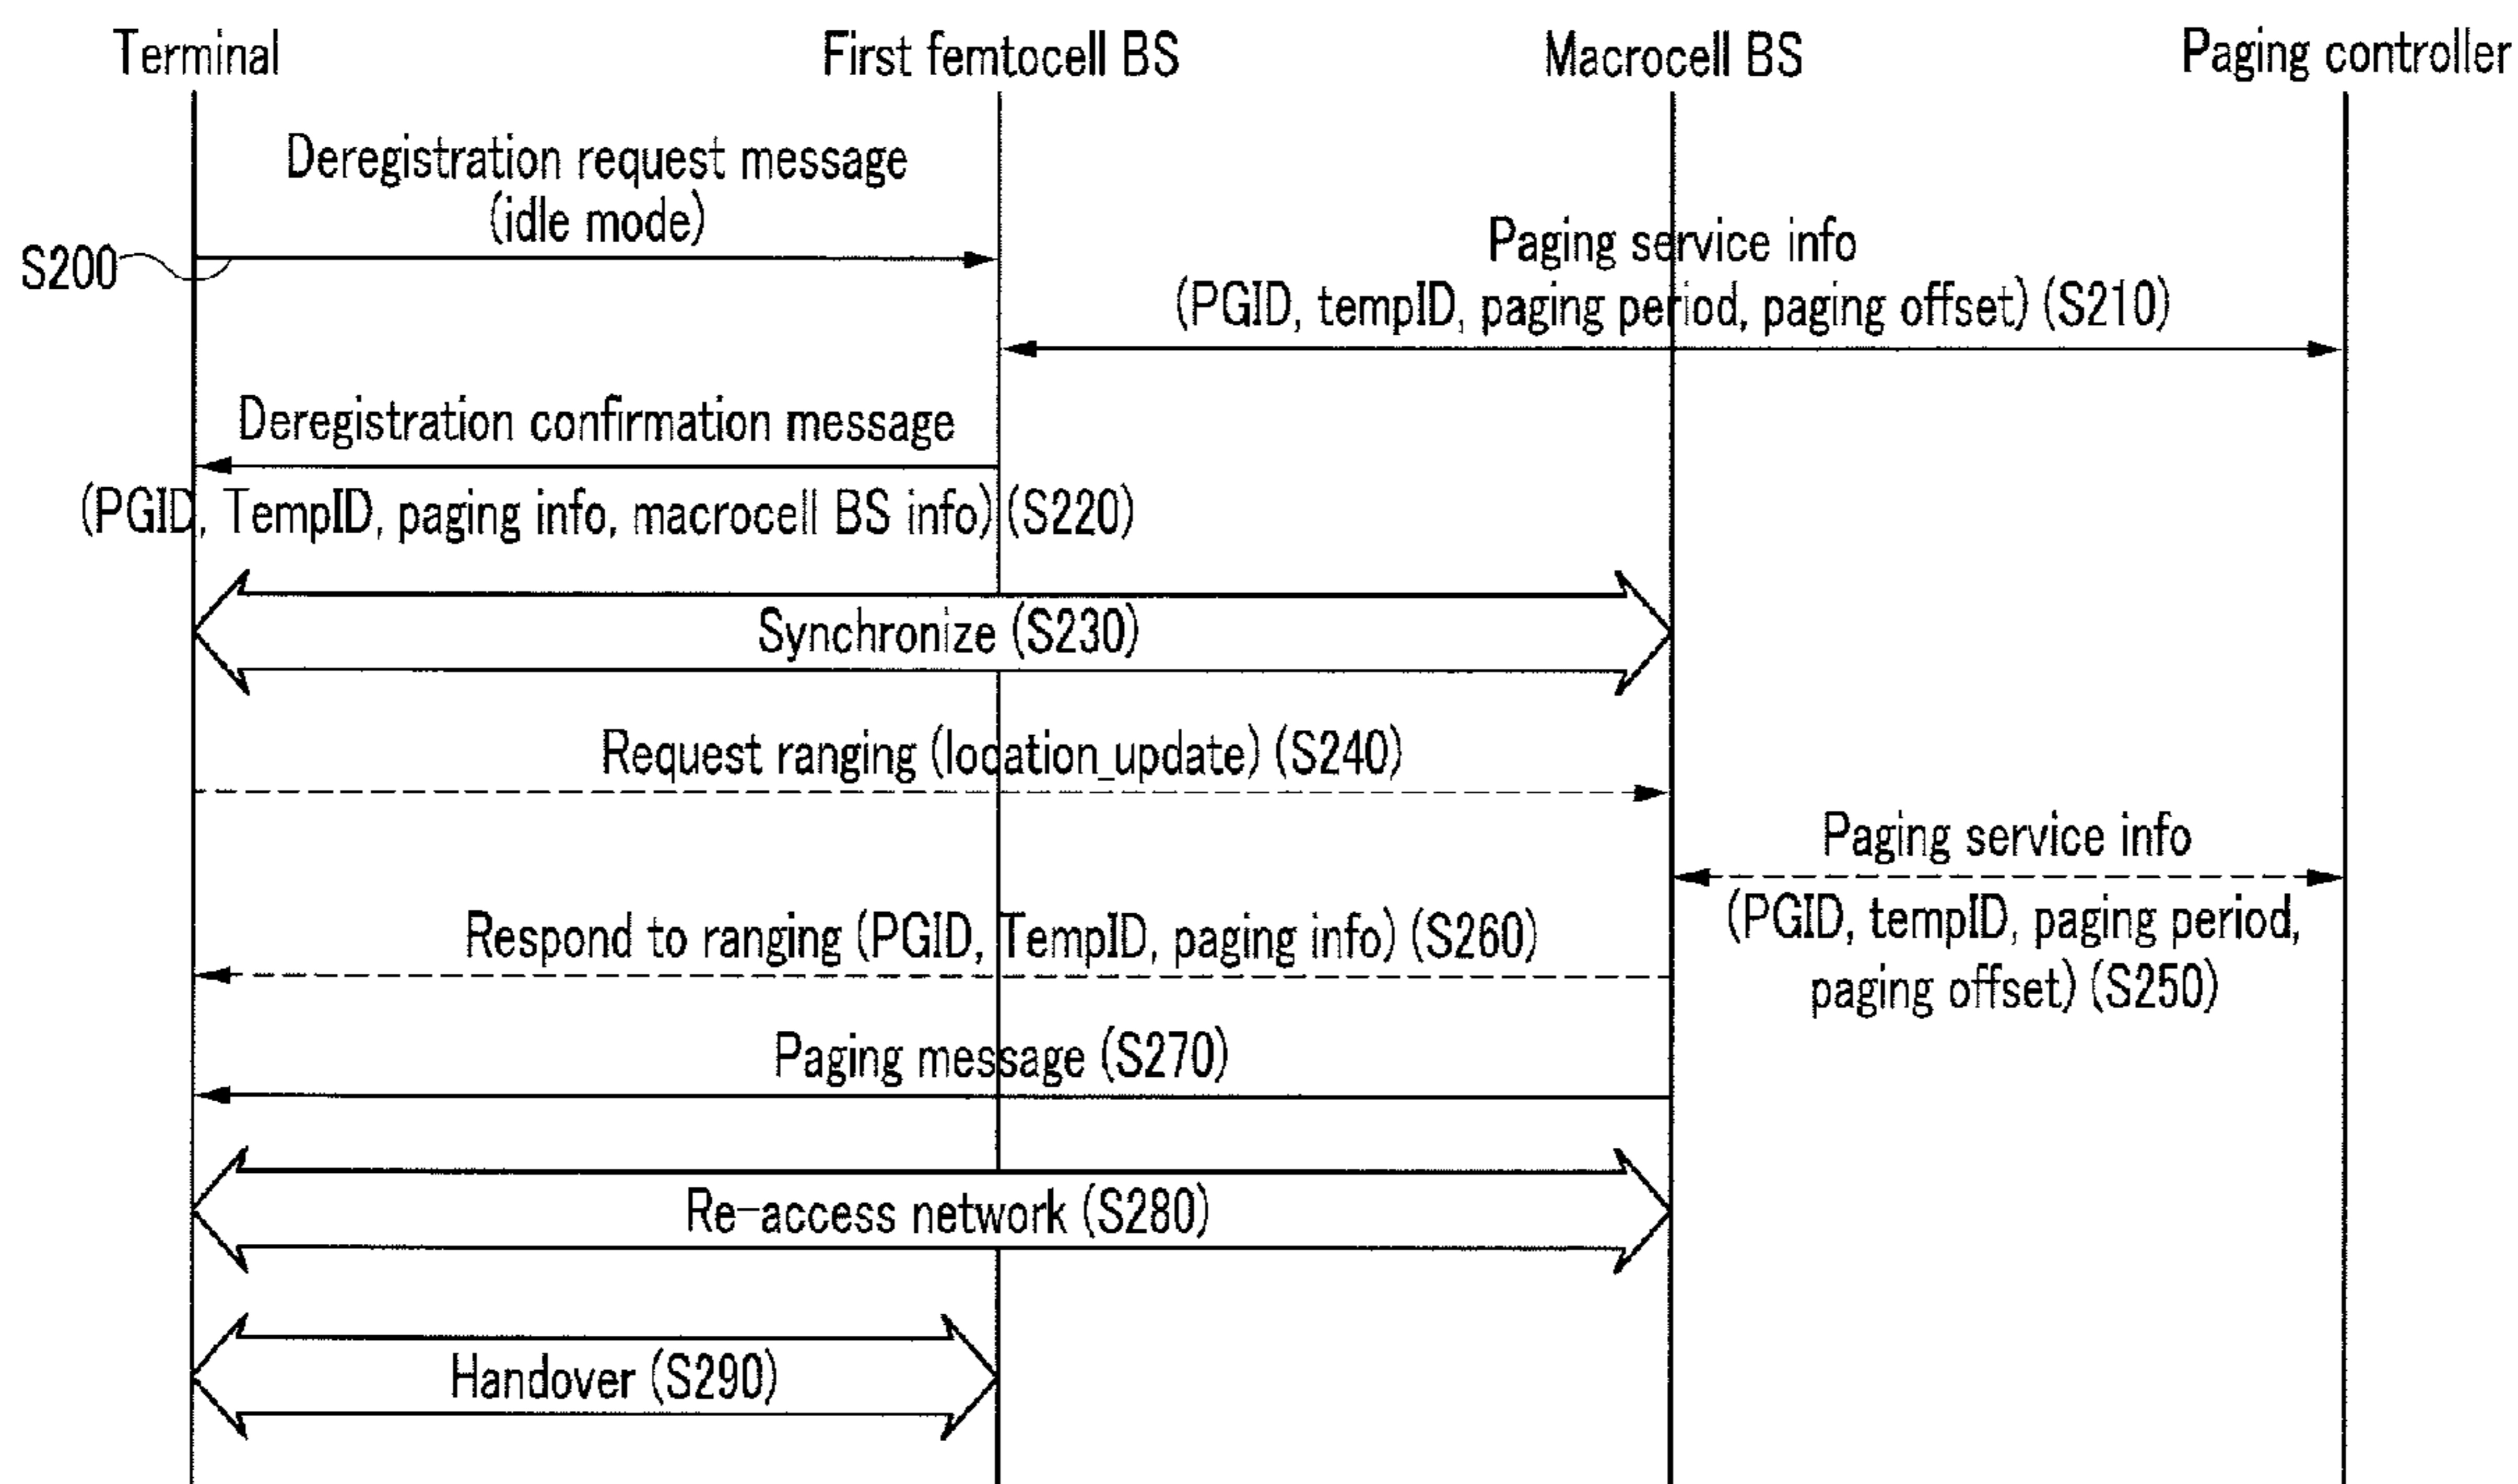 Terminal
First femtocell BS
Macrocell BS
Paging controller
Deregistration request message
(idle mode)
S200
Paging service info
(PGID, tempID, paging period, paging offset) (S210)
Deregistration confirmation message
(PGID, TempID, paging info, macrocell BS info) (S220)
Synchronize (S230)
Request ranging (location_update) (S240)
Paging service info
(PGID, tempID, paging period,
paging offset) (S250)
Respond to ranging (PGID, TempID, paging info) (S260)
Paging message (S270)
Re-access network (S280)
Handover (S290)